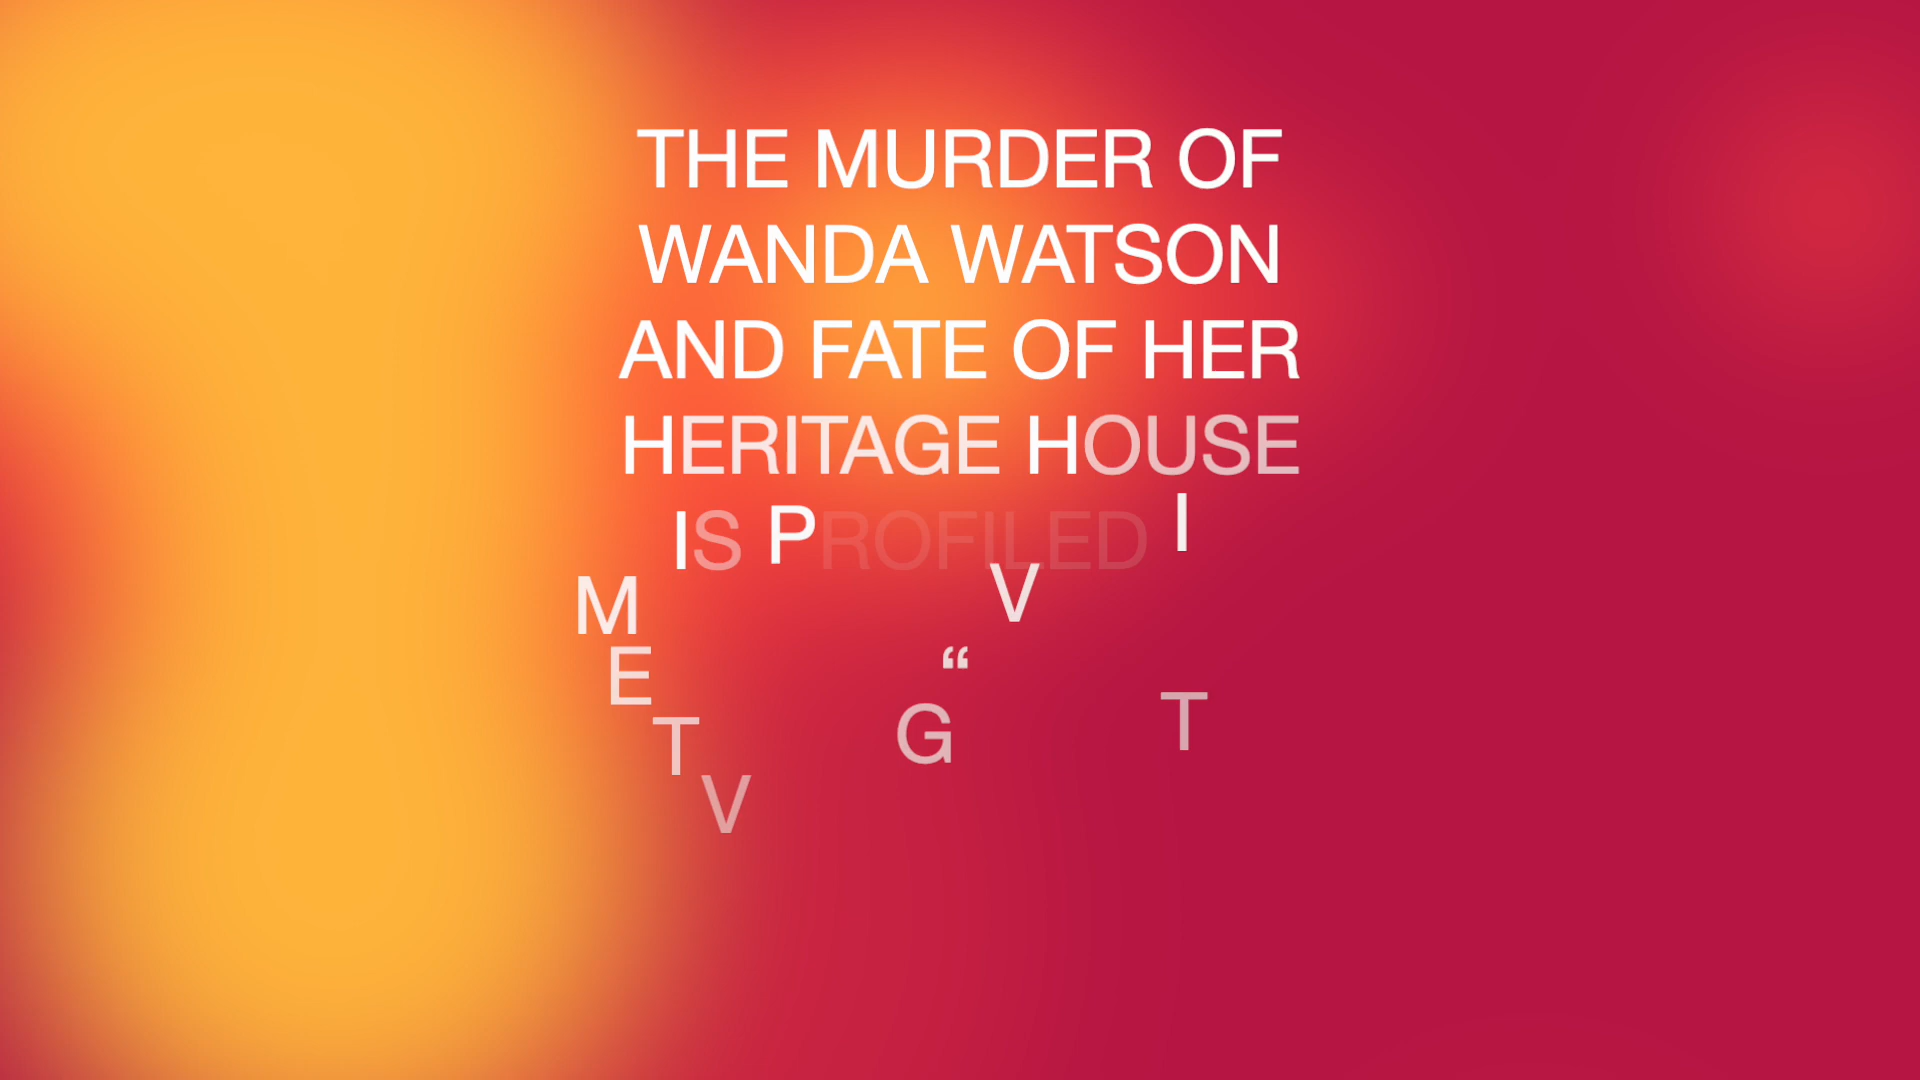 THE MURDER OF
WANDA WATSON
AND FATE OF HER
HERITAGE HOUSE
IS PROFILED I
V
M
“
E
G T
T
V